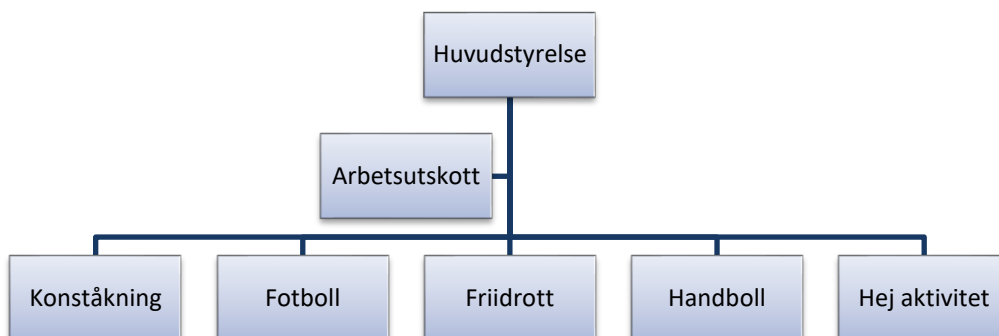 Huvudstyrelse
Arbetsutskott
Konståkning
Fotboll
Friidrott
Handboll
Hej aktivitet